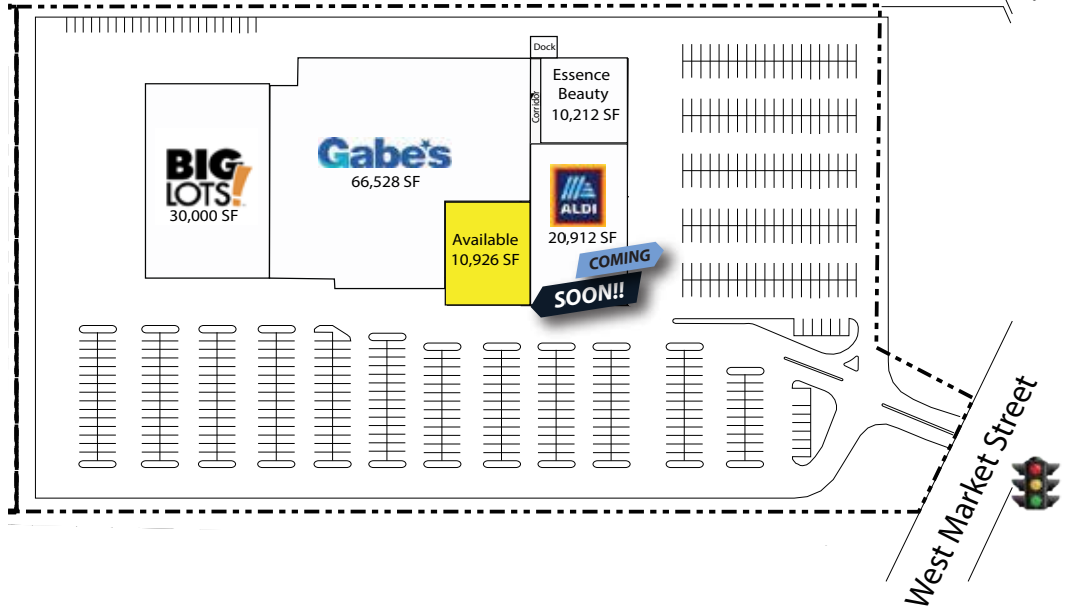 Dock
Essence
Beauty
10,212 SF
Corridor
BIG
LOTS!
30,000 SF
Gabe's
66,528 SF
ALDI
20,912 SF
Available
10,926 SF
COMING
SOON!!
West Market Street